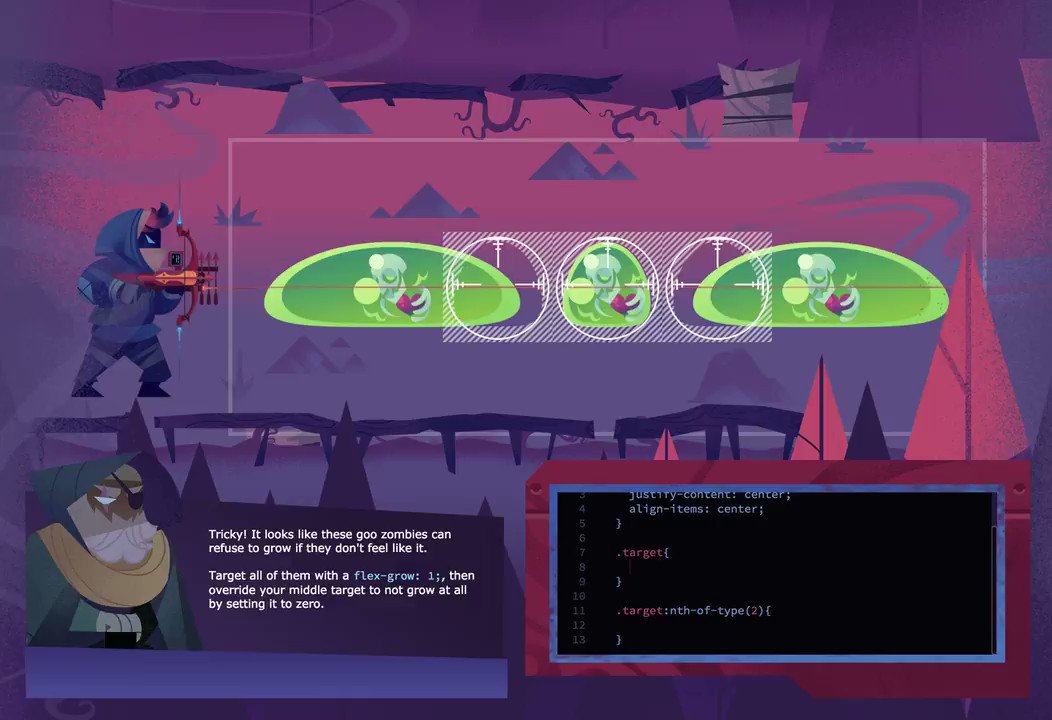 Tricky! It looks like these goo zombies can
refuse to grow if they don't feel like it.
Target all of them with a flex-grow: 1;, then
override your middle target to not grow at all
by setting it to zero.
3 justify-content: center;
4 align-items: center;
5 }
6
7 .target{
8
9 }
10
11 .target:nth-of-type(2){
12
13 }